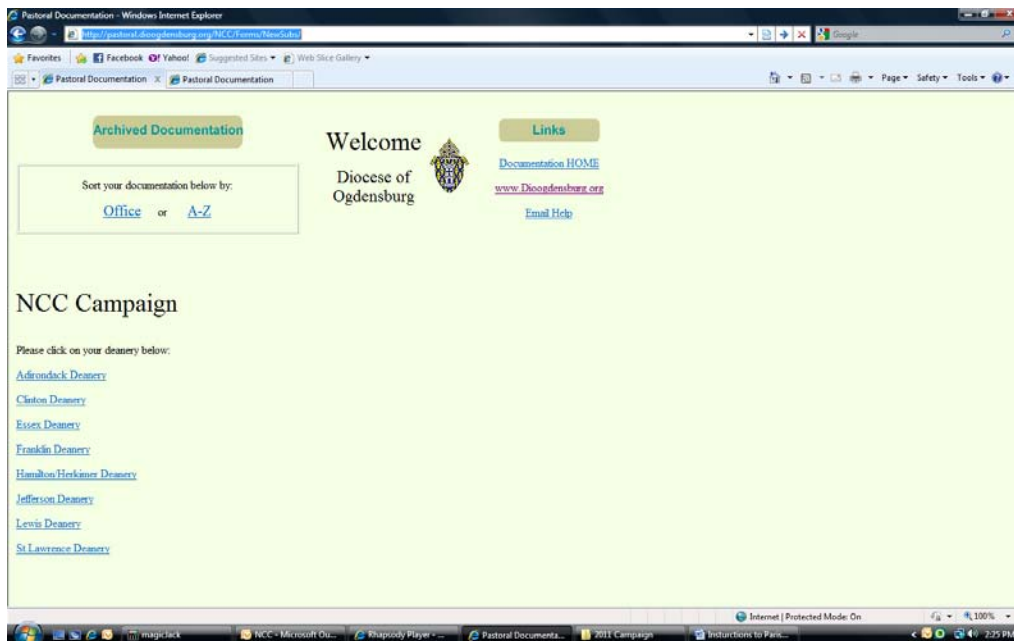 Pastoral Documentation - Windows Internet Explorer
http://pastoral.dioogdensburg.org/NCC/Forms/NewSubs/
Google
Favorites Facebook Yahoo! Suggested Sites Web Slice Gallery
Pastoral Documentation X Pastoral Documentation
Page Safety Tools
Archived Documentation
Sort your documentation below by:
Office or A-Z
Welcome
Diocese of
Ogdensburg
Links
Documentation HOME
www.Dioogdensburg.org
Email Help
NCC Campaign
Please click on your deanery below:
Adirondack Deanery
Clinton Deanery
Essex Deanery
Franklin Deanery
Hamilton/Herkimer Deanery
Jefferson Deanery
Lewis Deanery
St Lawrence Deanery
Internet | Protected Mode: On 100%
magicJack NCC - Microsoft Ou... Rhapsody Player - ... Pastoral Documenta... 2011 Campaign Insturctions to Paris... 2:25 PM